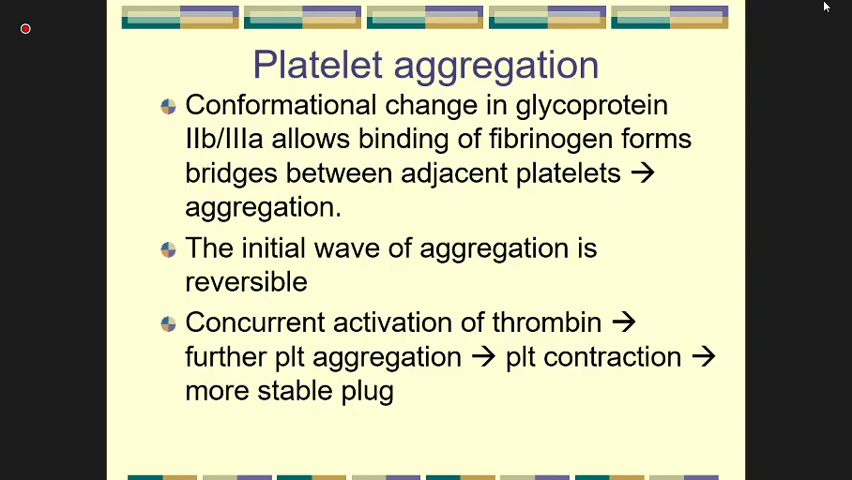 Platelet aggregation
Conformational change in glycoprotein
IIb/IIIa allows binding of fibrinogen forms
bridges between adjacent platelets →
aggregation.
The initial wave of aggregation is
reversible
Concurrent activation of thrombin →
further plt aggregation → plt contraction →
more stable plug